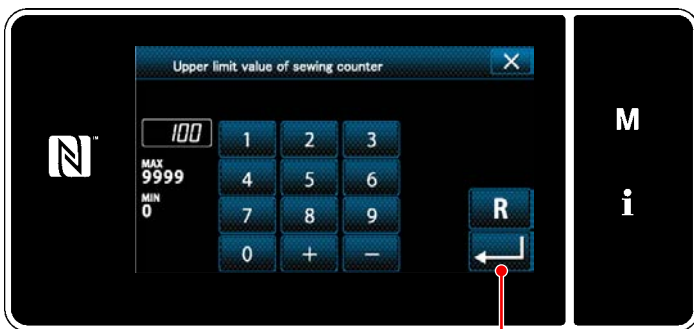 Upper limit value of sewing counter
100
MAX
9999
MIN
0
1 2 3
4 5 6
7 8 9
0 + −
R
M
i
N